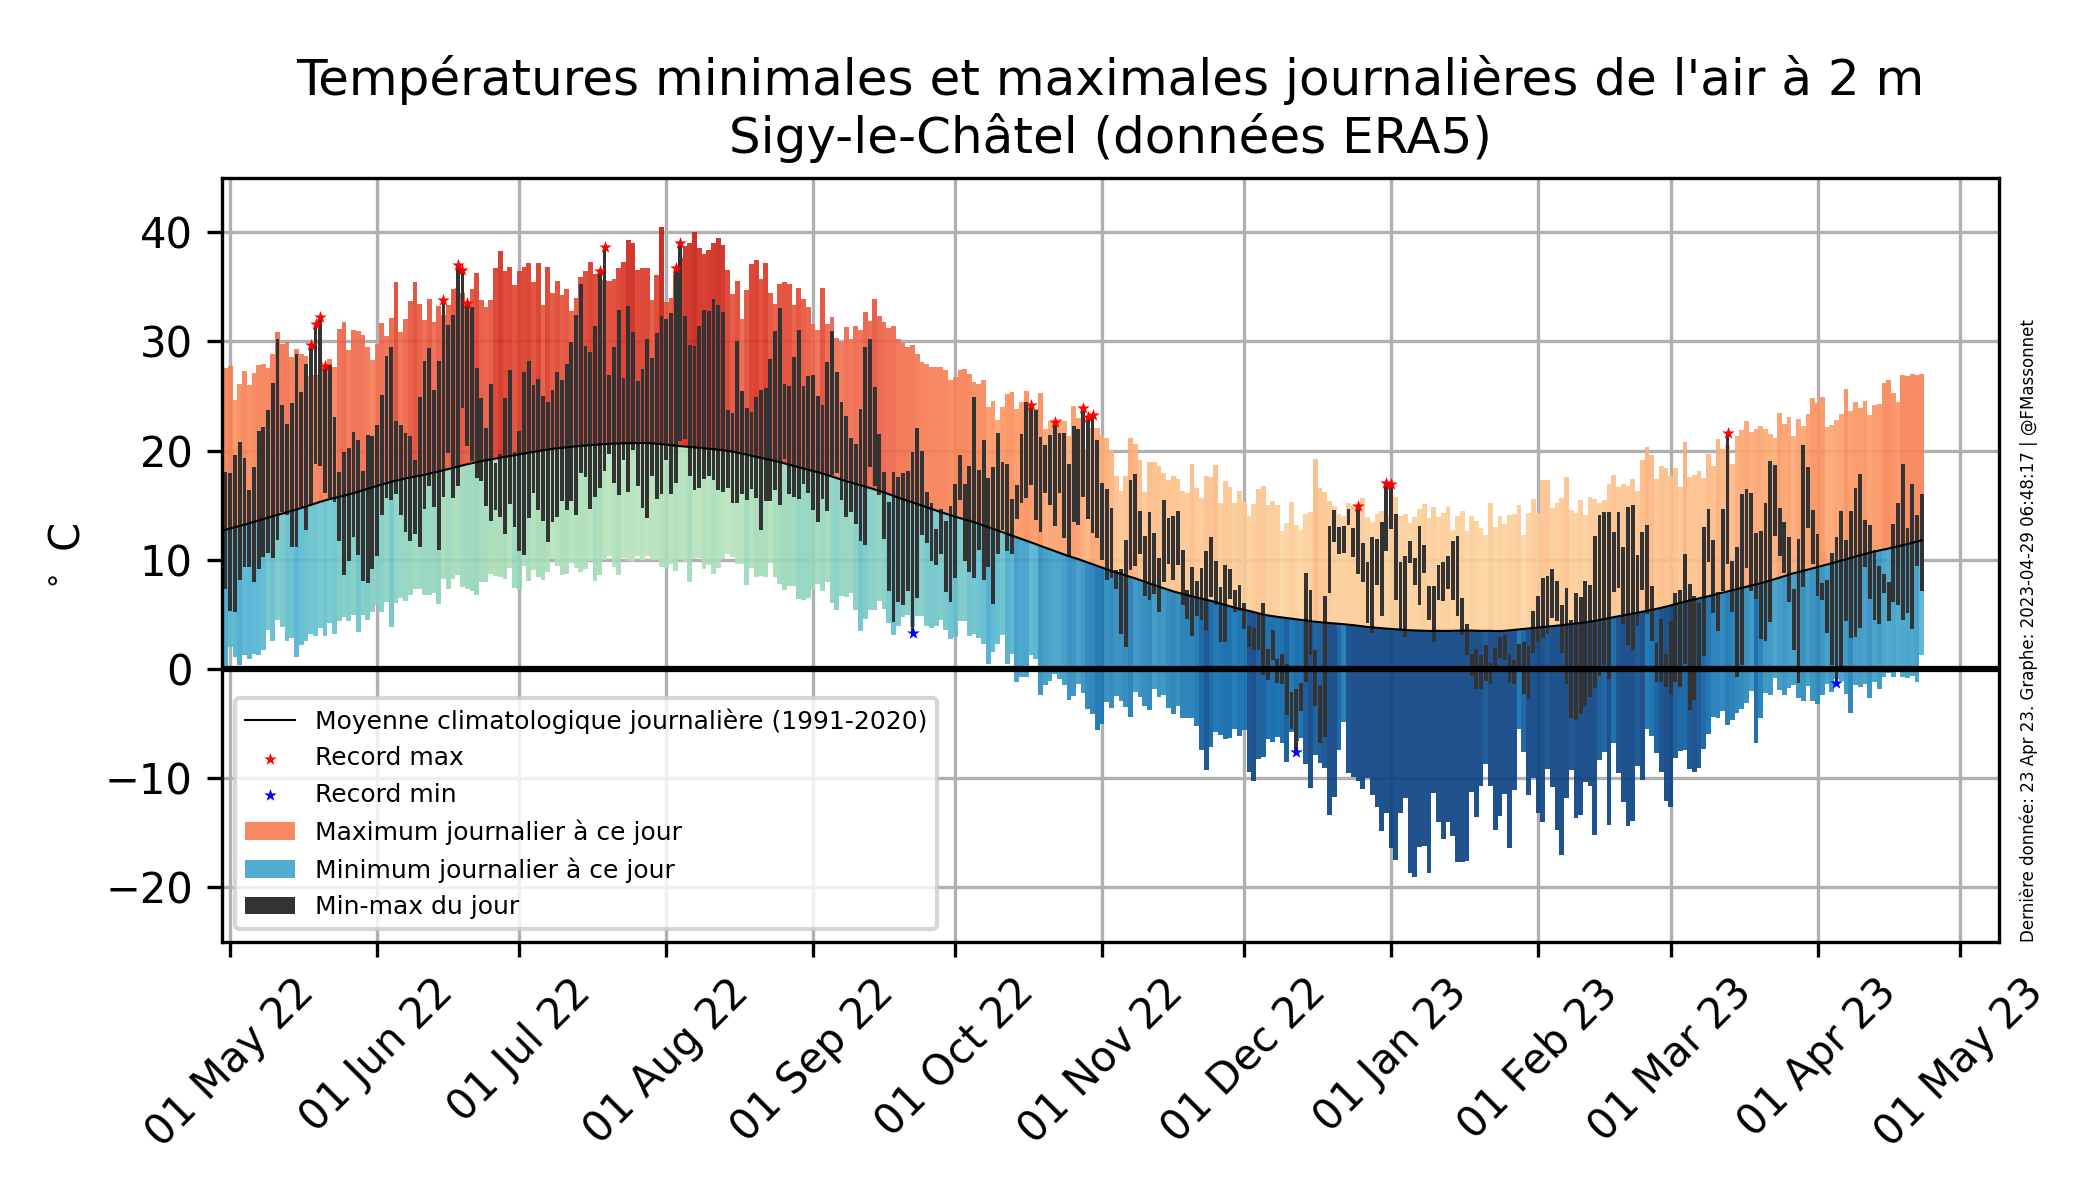 Températures minimales et maximales journalières de l'air à 2 m
Sigy-le-Châtel (données ERA5)
° C
40
30
20
10
0
−10
−20
Moyenne climatologique journalière (1991-2020)
Record max
Record min
Maximum journalier à ce jour
Minimum journalier à ce jour
Min-max du jour
01 May 22
01 Jun 22
01 Jul 22
01 Aug 22
01 Sep 22
01 Oct 22
01 Nov 22
01 Dec 22
01 Jan 23
01 Feb 23
01 Mar 23
01 Apr 23
01 May 23
Dernière donnée: 23 Apr 23. Graphe: 2023-04-29 06:48:17 | @FMassonnet